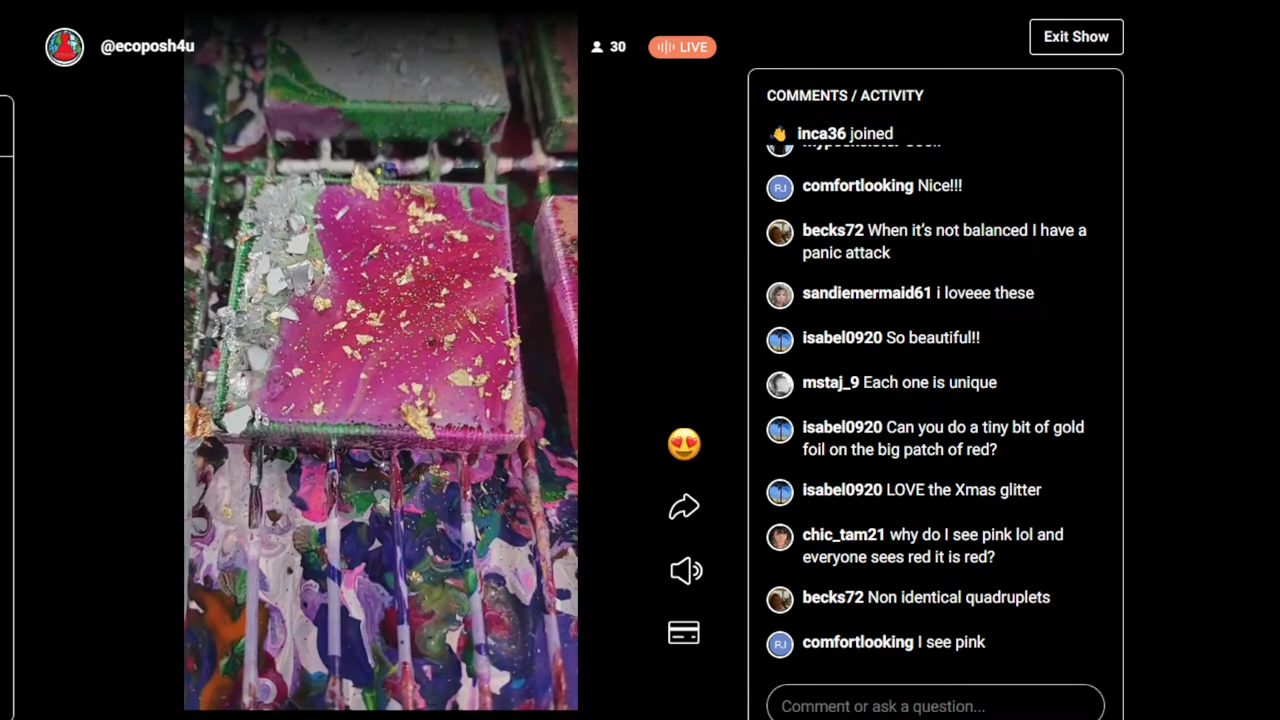 @ecoposh4u
30
LIVE
Exit Show
COMMENTS / ACTIVITY
inca36 joined
comfortlooking Nice!!!
becks72 When it's not balanced I have a
panic attack
sandiemermaid61 i loveee these
isabel0920 So beautiful!!
mstaj_9 Each one is unique
isabel0920 Can you do a tiny bit of gold
foil on the big patch of red?
isabel0920 LOVE the Xmas glitter
chic_tam21 why do I see pink lol and
everyone sees red it is red?
becks72 Non identical quadruplets
RJ comfortlooking I see pink
Comment or ask a question...